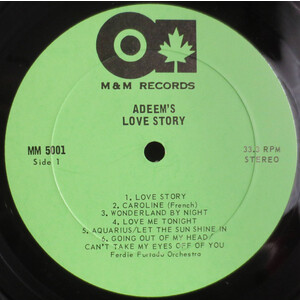 M&M RECORDS
ADEEM'S
LOVE STORY
MM 5001
Side 1
33.3 RPM
STEREO
1. LOVE STORY
2. CAROLINE (French)
3. WONDERLAND BY NIGHT
4. LOVE ME TONIGHT
5. AQUARIUS/LET THE SUN SHINE IN
6. GOING OUT OF MY HEAD/
CAN'T TAKE MY EYES OFF OF YOU
Ferdie Furtado Orchestra